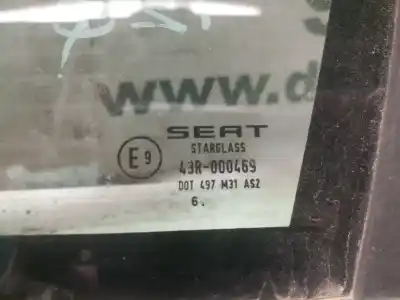 www.d
SEAT
STARGLASS
E9
43R-000469
DOT 497 M31 AS2
6.